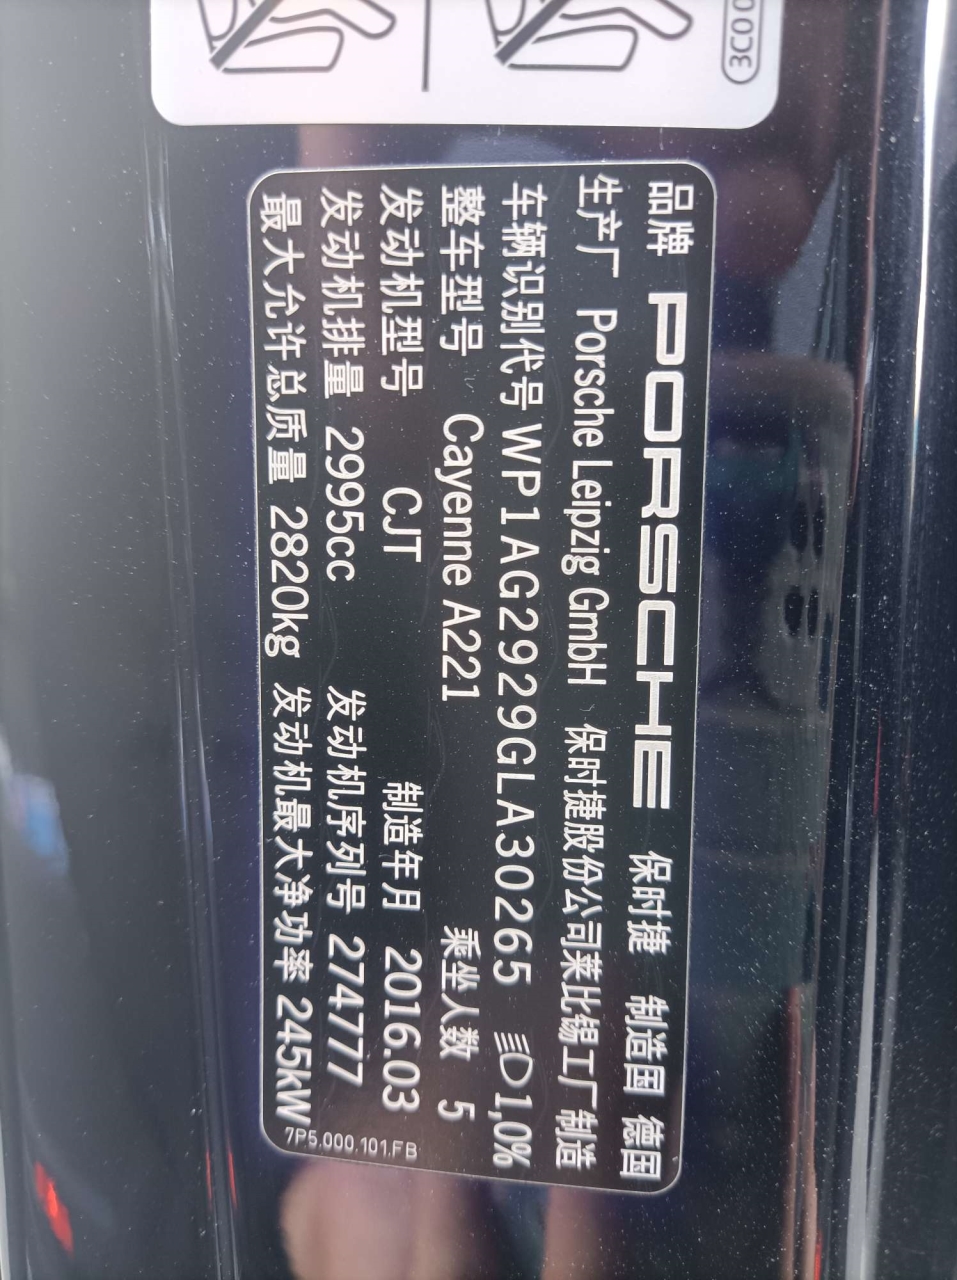 3C0 0
品牌 PORSCHE 保时捷 制造国 德国
生产厂 Porsche Leipzig GmbH 保时捷股份公司莱比锡工厂制造
车辆识别代号 WP1AG2929GLA30265 1,0%
整车型号 Cayenne A221 乘坐人数 5
发动机型号 CJT 制造年月 2016.03
发动机排量 2995cc 发动机序列号 274777
最大允许总质量 2820kg 发动机最大净功率 245kW
7P5.000.101.FB